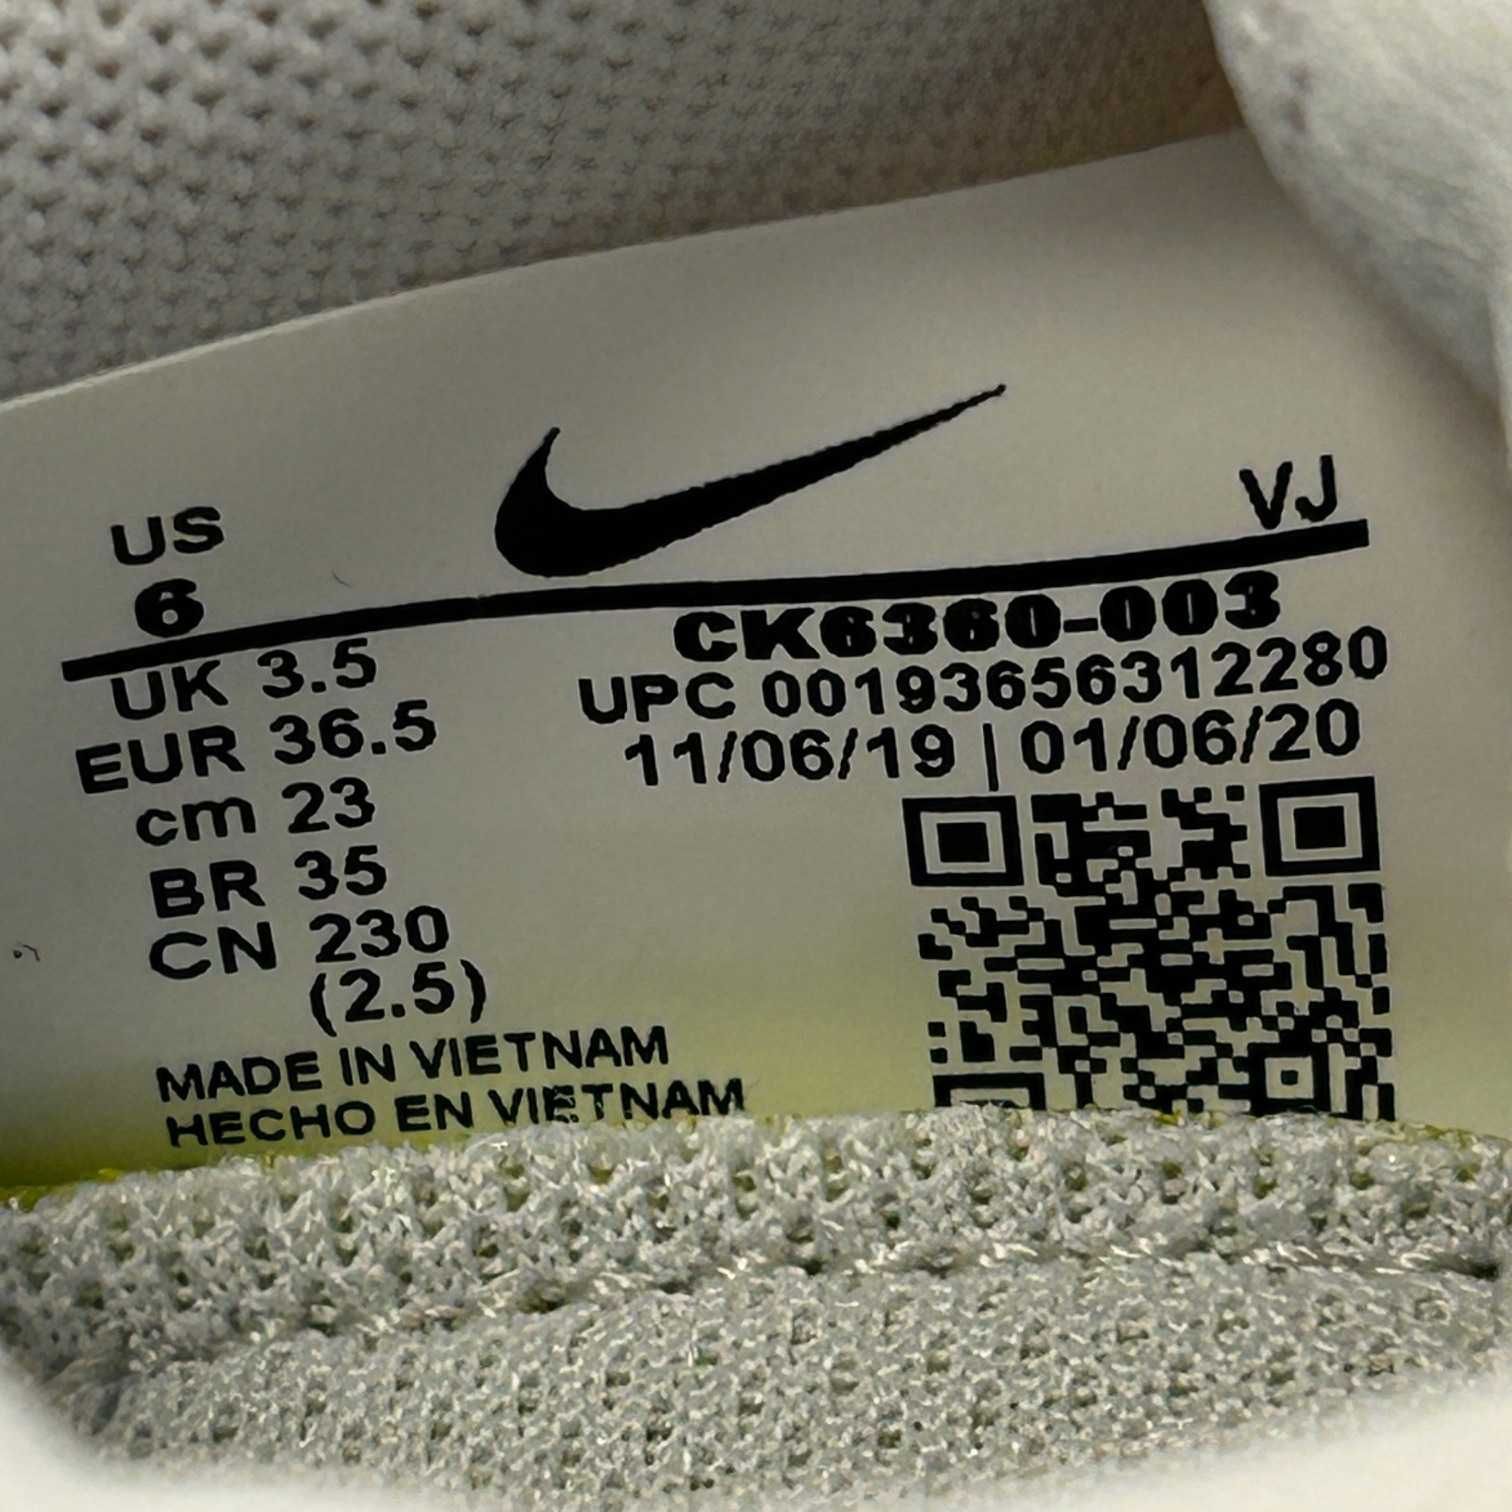 US
6
VJ
UK 3.5
EUR 36.5
cm 23
BR 35
CN 230
(2.5)
MADE IN VIETNAM
HECHO EN VIETNAM
CK6360-003
UPC 00193656312280
11/06/19 | 01/06/20